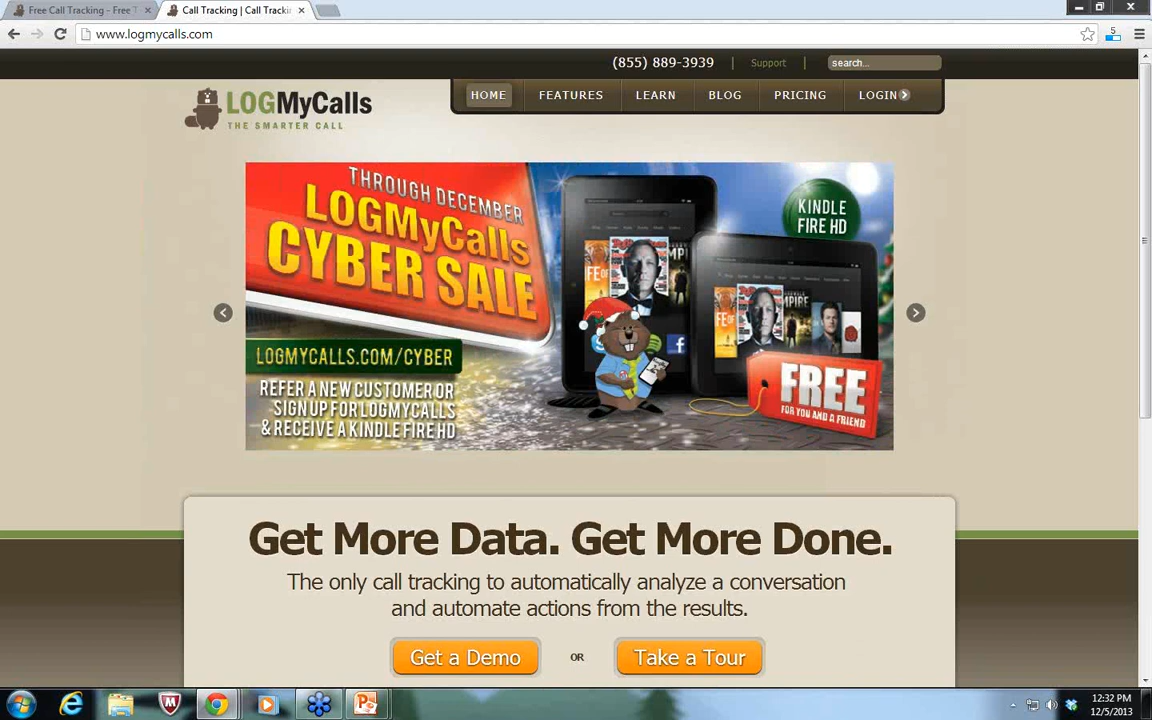 Free Call Tracking - Free T
Call Tracking | Call Trackin
www.logmycalls.com
5
(855) 889-3939 | Support |
search...
LOGMyCalls
THE SMARTER CALL
HOME
FEATURES
LEARN
BLOG
PRICING
LOGIN
THROUGH DECEMBER
LOGMyCalls
CYBER SALE
LOGMYCALLS.COM/CYBER
REFER A NEW CUSTOMER OR
SIGN UP FOR LOGMYCALLS
& RECEIVE A KINDLE FIRE HD
KINDLE
FIRE HD
FREE
FOR YOU AND A FRIEND
Get More Data. Get More Done.
The only call tracking to automatically analyze a conversation
and automate actions from the results.
Get a Demo
OR
Take a Tour
12:32 PM
12/5/2013